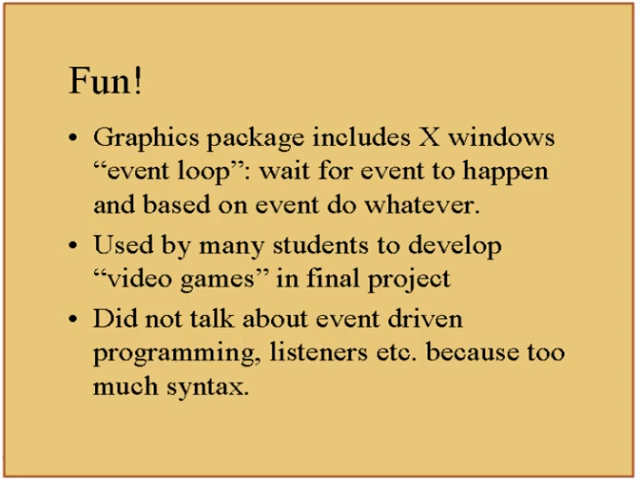 Fun!
• Graphics package includes X windows
“event loop”: wait for event to happen
and based on event do whatever.
• Used by many students to develop
“video games” in final project
• Did not talk about event driven
programming, listeners etc. because too
much syntax.